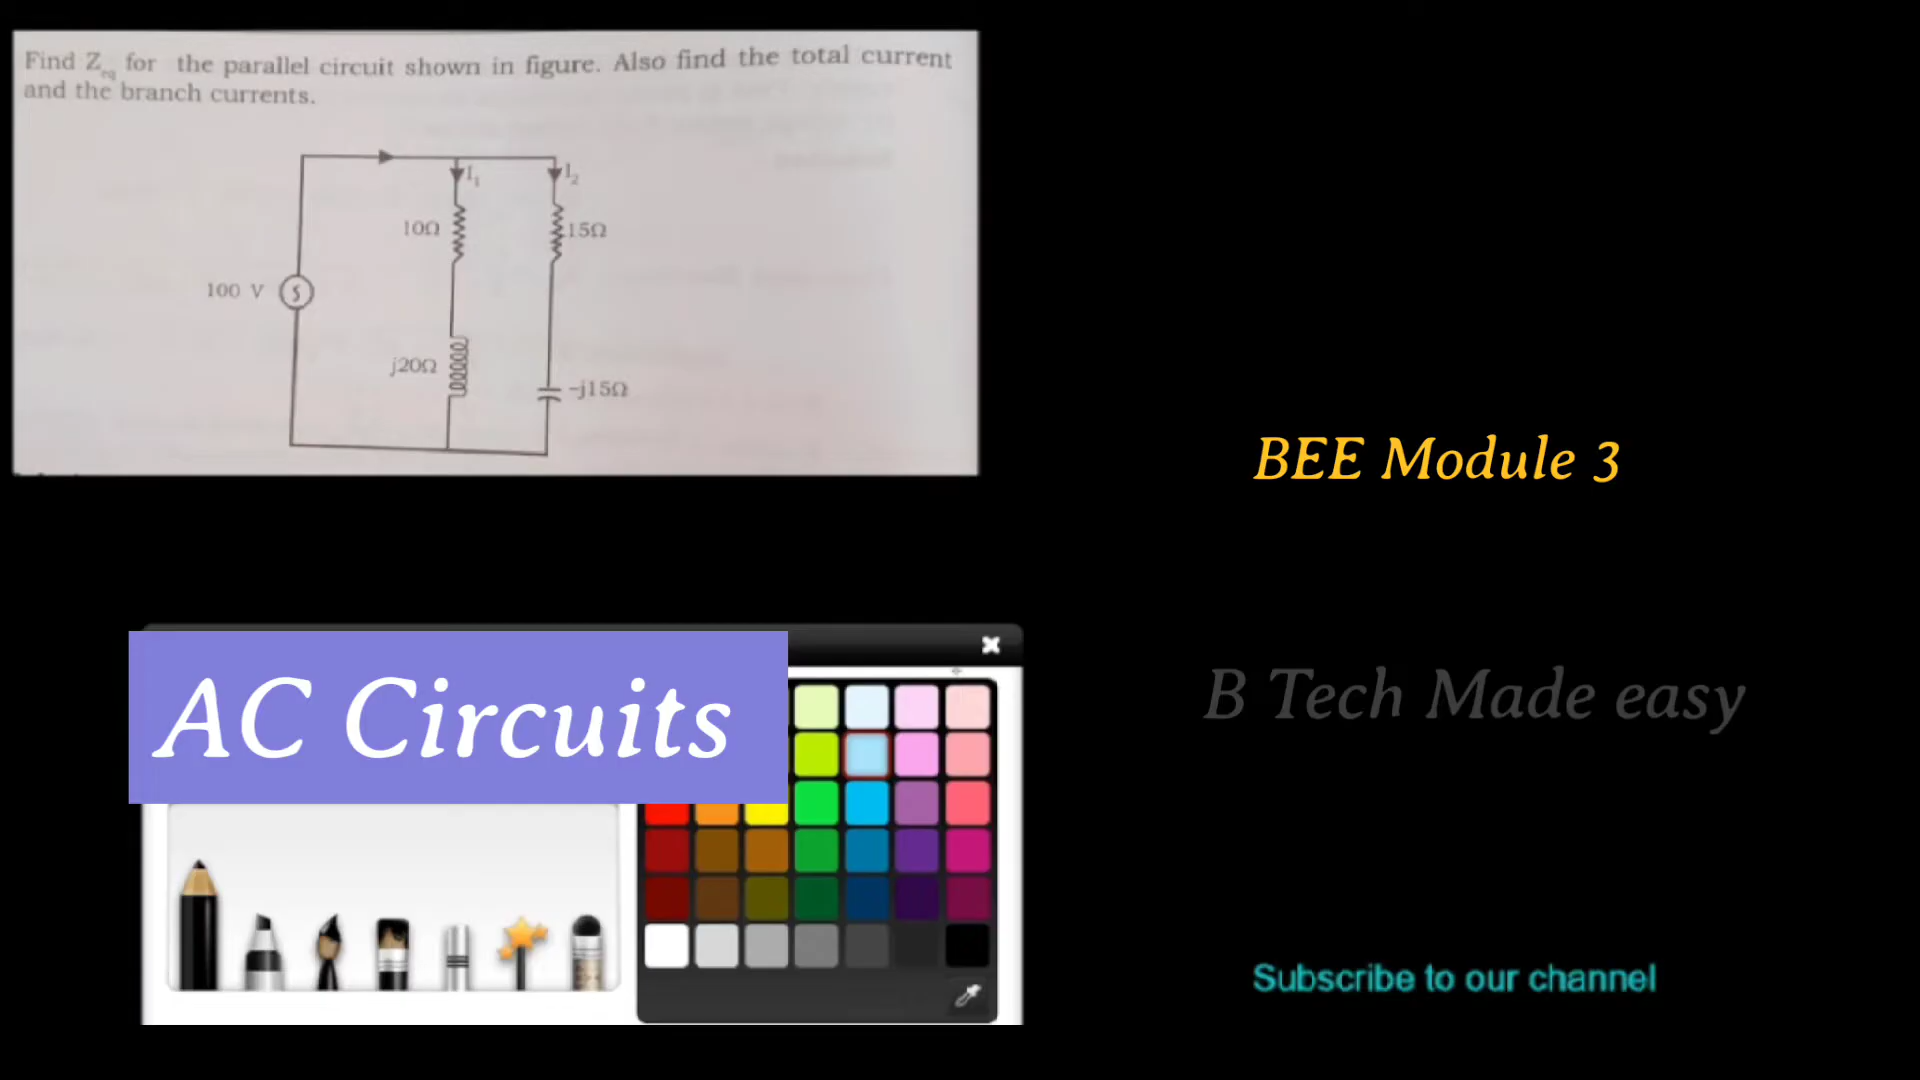 Find Zeq for the parallel circuit shown in figure. Also find the total current
and the branch currents.
I1
I2
10Ω
15Ω
100 V
S
j20Ω
-j15Ω
BEE Module 3
AC Circuits
B Tech Made easy
Subscribe to our channel